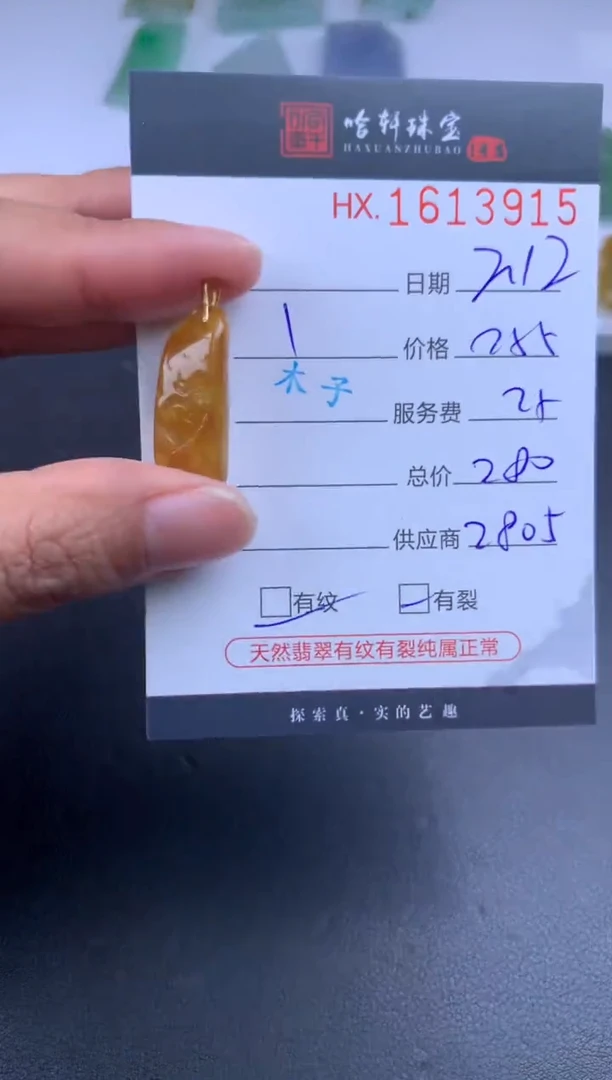 哈轩珠宝
HAXUANZHUBAO
HX.1613915
日期 2.12
1 价格 255
木子
服务费 25
总价 280
供应商 2805
有纹 有裂
天然翡翠有纹有裂纯属正常
探索真·实的艺趣